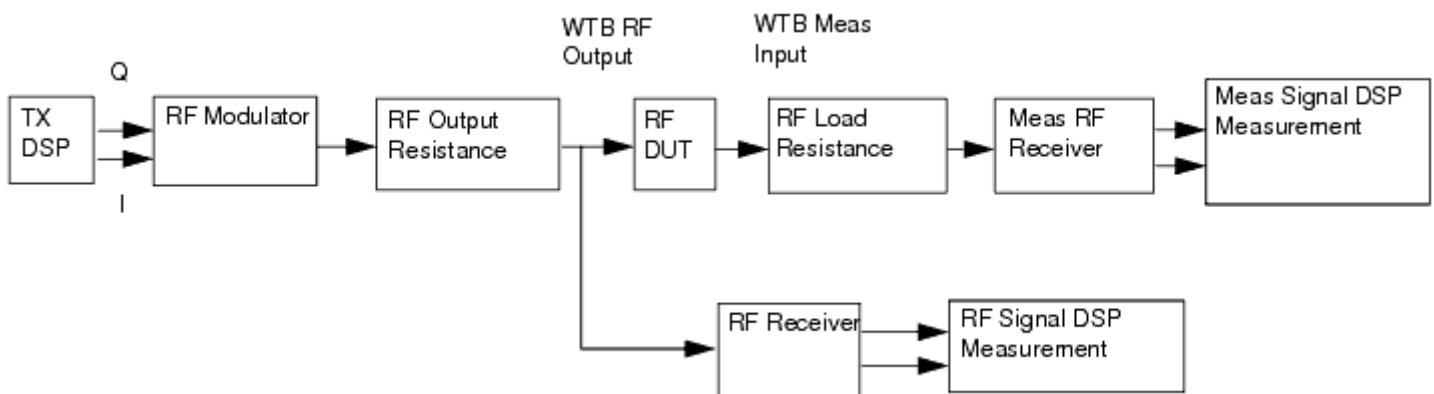 WTB RF
Output
WTB Meas
Input
Q
TX
DSP
RF Modulator
RF Output
Resistance
RF
DUT
RF Load
Resistance
Meas RF
Receiver
Meas Signal DSP
Measurement
I
RF Receiver
RF Signal DSP
Measurement